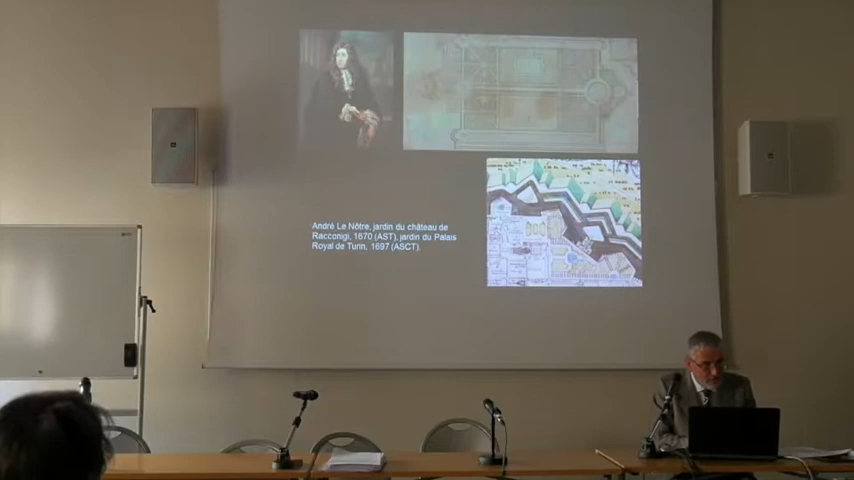 André Le Nôtre, jardin du château de
Racconigi, 1670 (AST), jardin du Palais
Royal de Turin, 1697 (ASCT).